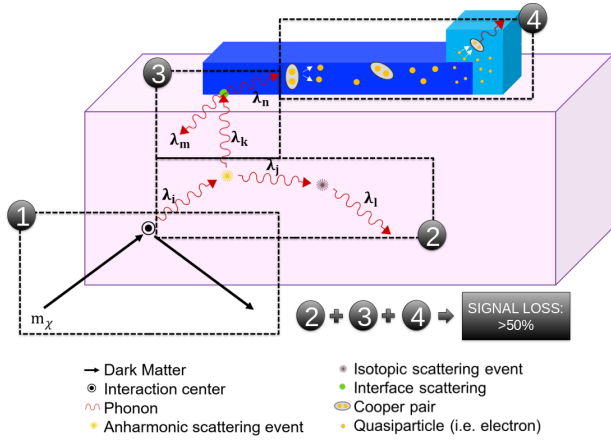 4
3
λn
λm
λk
λj
λi
λl
1
2
mχ
2 + 3 + 4
SIGNAL LOSS:
>50%
Dark Matter
Interaction center
Phonon
Anharmonic scattering event
Isotopic scattering event
Interface scattering
Cooper pair
Quasiparticle (i.e. electron)